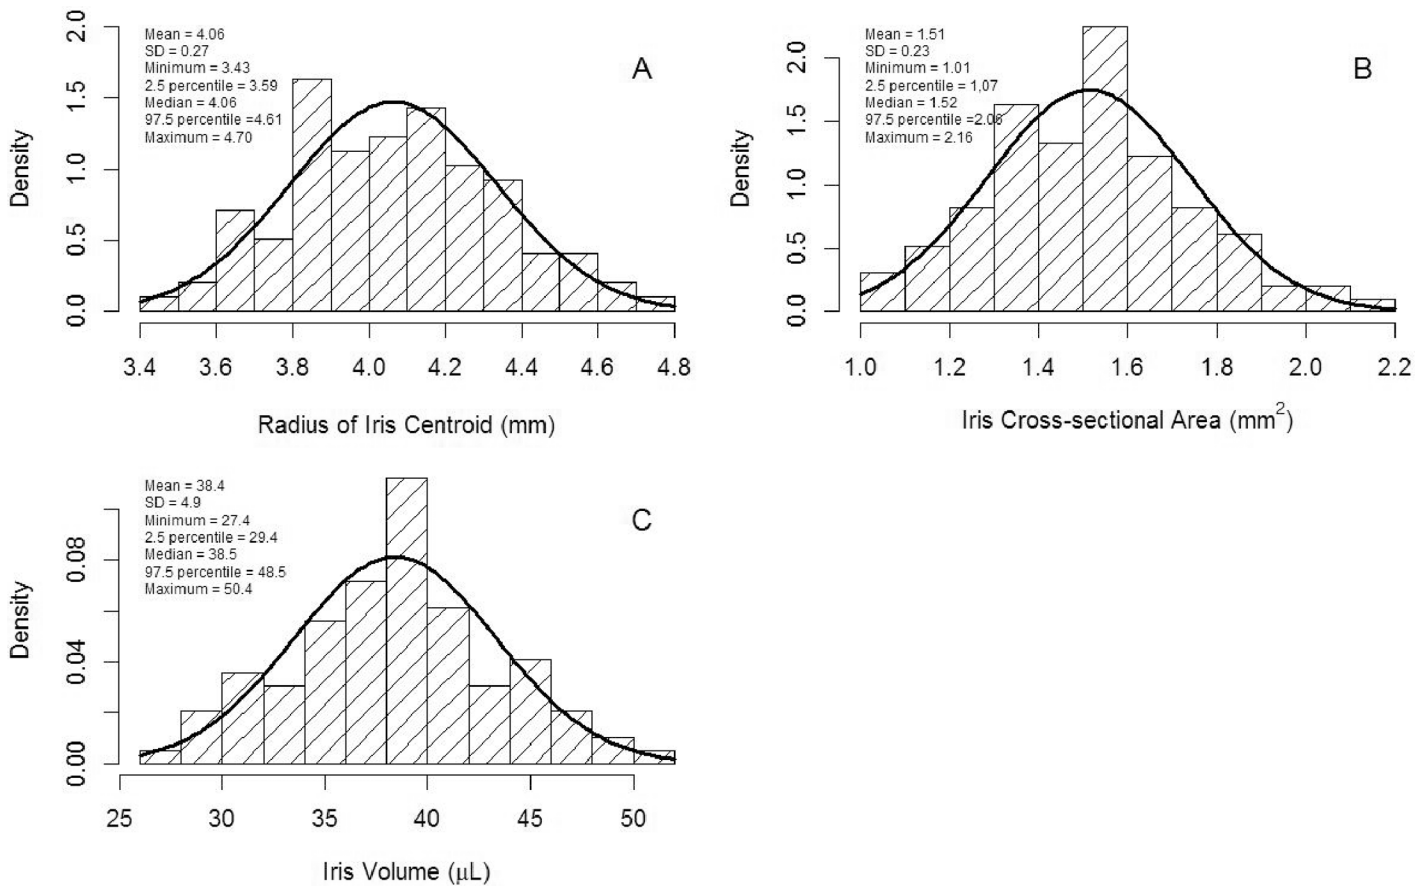 Mean = 4.06
SD = 0.27
Minimum = 3.43
2.5 percentile = 3.59
Median = 4.06
97.5 percentile =4.61
Maximum = 4.70
A
Density
0.0 0.5 1.0 1.5 2.0
3.4 3.6 3.8 4.0 4.2 4.4 4.6 4.8
Radius of Iris Centroid (mm)
Mean = 1.51
SD = 0.23
Minimum = 1.01
2.5 percentile = 1,07
Median = 1.52
97.5 percentile =2.06
Maximum = 2.16
B
Density
0.0 0.5 1.0 1.5 2.0
1.0 1.2 1.4 1.6 1.8 2.0 2.2
Iris Cross-sectional Area (mm²)
Mean = 38.4
SD = 4.9
Minimum = 27.4
2.5 percentile = 29.4
Median = 38.5
97.5 percentile = 48.5
Maximum = 50.4
C
Density
0.00 0.04 0.08
25 30 35 40 45 50
Iris Volume (μL)